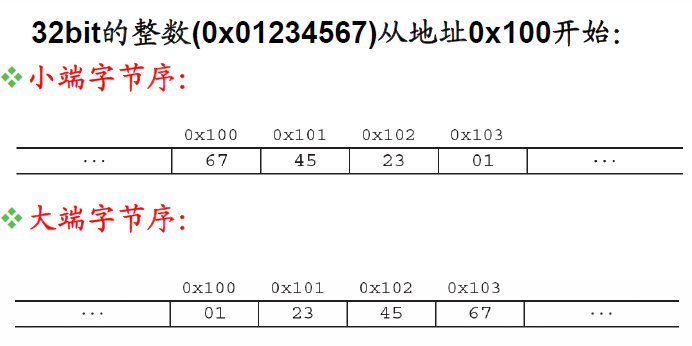 32bit的整数(0x01234567)从地址0x100开始：
❖小端字节序：
0x100 0x101 0x102 0x103
... 67 45 23 01 ...
❖大端字节序：
0x100 0x101 0x102 0x103
... 01 23 45 67 ...